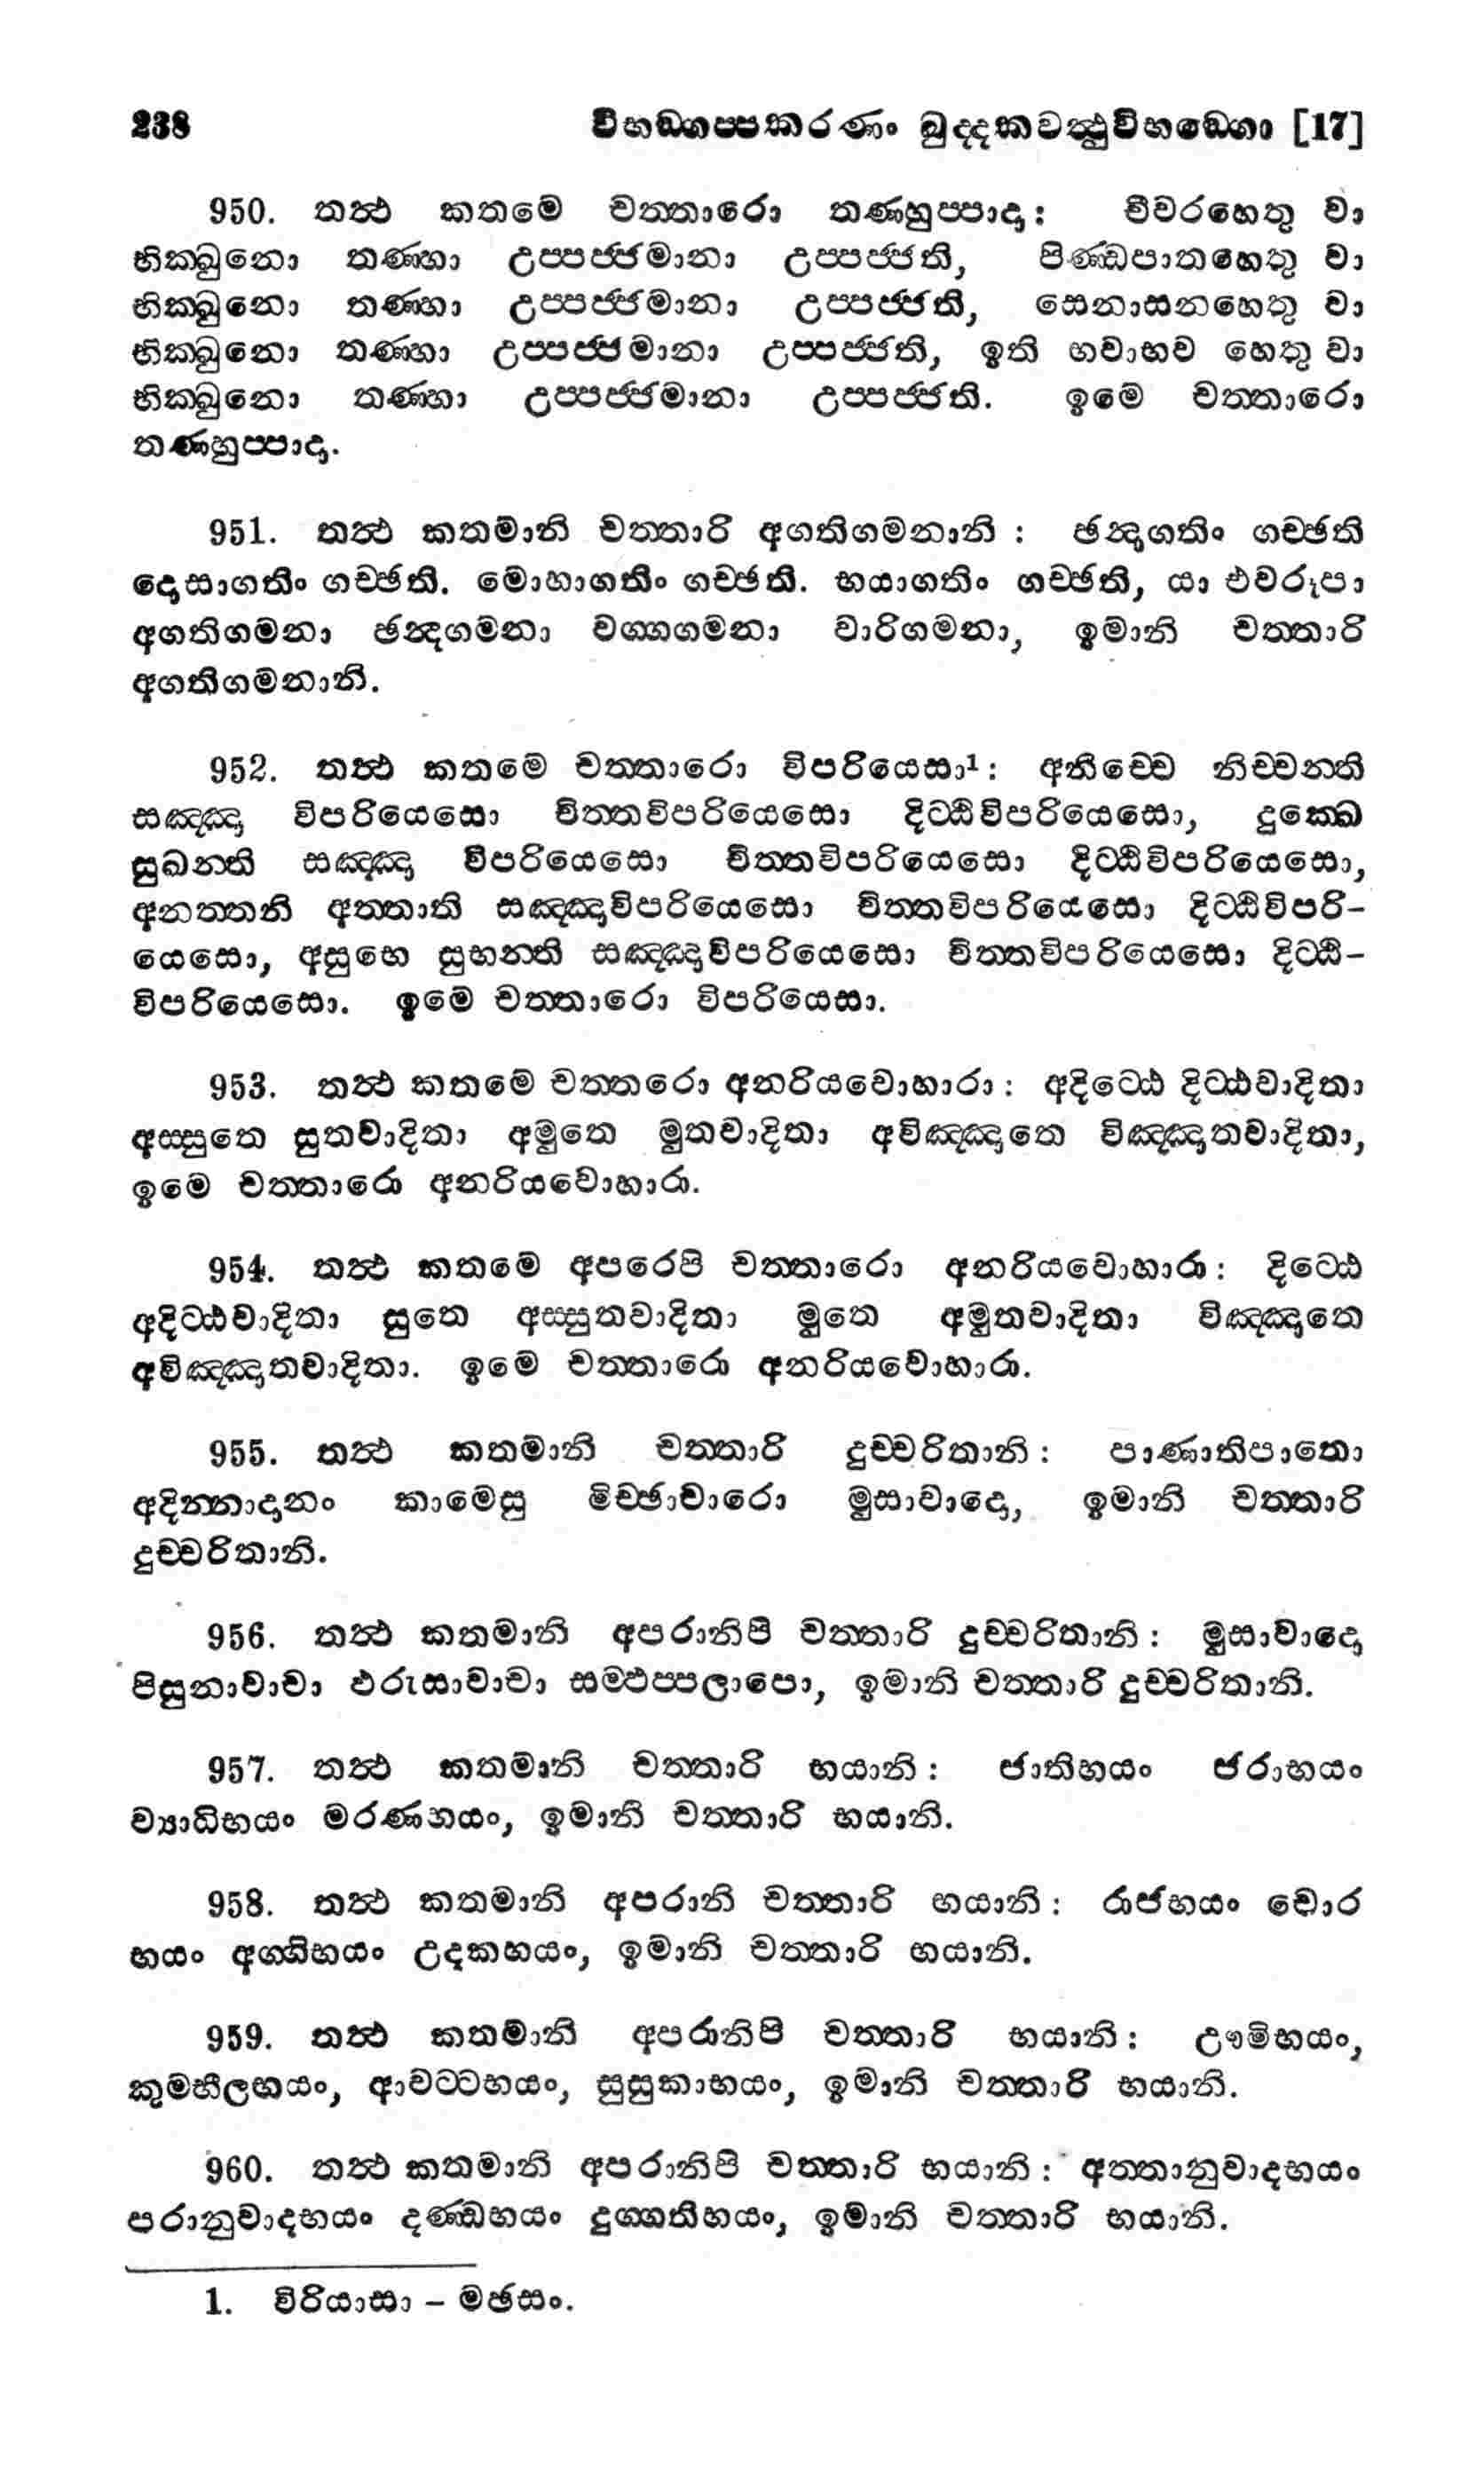 238 විභඞ්ගප්පකරණං ඛුද්දකවත්ථුවිභඞ්ගො [17]
950. තත්ථ කතමෙ චත්තාරො තණ්හුප්පාදා: චීවරහෙතු වා
භික්ඛුනො තණ්හා උප්පජ්ජමානා උප්පජ්ජති, පිණ්ඩපාතහෙතු වා
භික්ඛුනො තණ්හා උප්පජ්ජමානා උප්පජ්ජති, සෙනාසනහෙතු වා
භික්ඛුනො තණ්හා උප්පජ්ජමානා උප්පජ්ජති, ඉති භවාභව හෙතු වා
භික්ඛුනො තණ්හා උප්පජ්ජමානා උප්පජ්ජති. ඉමෙ චත්තාරො
තණ්හුප්පාදා.
951. තත්ථ කතමානි චත්තාරි අගතිගමනානි : ඡන්දාගතිං ගච්ඡති
දොසාගතිං ගච්ඡති. මොහාගතිං ගච්ඡති. භයාගතිං ගච්ඡති, යා එවරූපා
අගතිගමනා ඡන්දගමනා වග්ගගමනා වාරිගමනා, ඉමානි චත්තාරි
අගතිගමනානි.
952. තත්ථ කතමෙ චත්තාරො විපරියෙසා¹: අනිච්චෙ නිච්චන්ති
සඤ්ඤා විපරියෙසො චිත්තවිපරියෙසො දිට්ඨිවිපරියෙසො, දුක්ඛෙ
සුඛන්ති සඤ්ඤා විපරියෙසො චිත්තවිපරියෙසො දිට්ඨිවිපරියෙසො,
අනත්තනි අත්තාති සඤ්ඤාවිපරියෙසො චිත්තවිපරියෙසො දිට්ඨිවිපරි-
යෙසො, අසුභෙ සුභන්ති සඤ්ඤාවිපරියෙසො චිත්තවිපරියෙසො දිට්ඨි-
විපරියෙසො. ඉමෙ චත්තාරො විපරියෙසා.
953. තත්ථ කතමෙ චත්තරො අනරියවොහාරා: අදිට්ඨෙ දිට්ඨවාදිතා
අස්සුතෙ සුතවාදිතා අමුතෙ මුතවාදිතා අවිඤ්ඤාතෙ විඤ්ඤාතවාදිතා,
ඉමෙ චත්තාරො අනරියවොහාරා.
954. තත්ථ කතමෙ අපරෙපි චත්තාරො අනරියවොහාරා: දිට්ඨෙ
අදිට්ඨවාදිතා සුතෙ අස්සුතවාදිතා මුතෙ අමුතවාදිතා විඤ්ඤාතෙ
අවිඤ්ඤාතවාදිතා. ඉමෙ චත්තාරො අනරියවොහාරා.
955. තත්ථ කතමානි චත්තාරි දුච්චරිතානි: පාණාතිපාතො
අදින්නාදානං කාමෙසු මිච්ඡාචාරො මුසාවාදො, ඉමානි චත්තාරි
දුච්චරිතානි.
956. තත්ථ කතමානි අපරානිපි චත්තාරි දුච්චරිතානි: මුසාවාදො
පිසුනාවාචා ඵරුසාවාචා සම්ඵප්පලාපො, ඉමානි චත්තාරි දුච්චරිතානි.
957. තත්ථ කතමානි චත්තාරි භයානි: ජාතිභයං ජරාභයං
ව්‍යාධිභයං මරණභයං, ඉමානි චත්තාරි භයානි.
958. තත්ථ කතමානි අපරානි චත්තාරි භයානි: රාජභයං චොර
භයං අග්ගිභයං උදකභයං, ඉමානි චත්තාරි භයානි.
959. තත්ථ කතමානි අපරානිපි චත්තාරි භයානි: ඌමිභයං,
කුම්භීලභයං, ආවට්ටභයං, සුසුකාභයං, ඉමානි චත්තාරි භයානි.
960. තත්ථ කතමානි අපරානිපි චත්තාරි භයානි: අත්තානුවාදභයං
පරානුවාදභයං දණ්ඩභයං දුග්ගතිභයං, ඉමානි චත්තාරි භයානි.
1. විරියාසා – මඡසං.